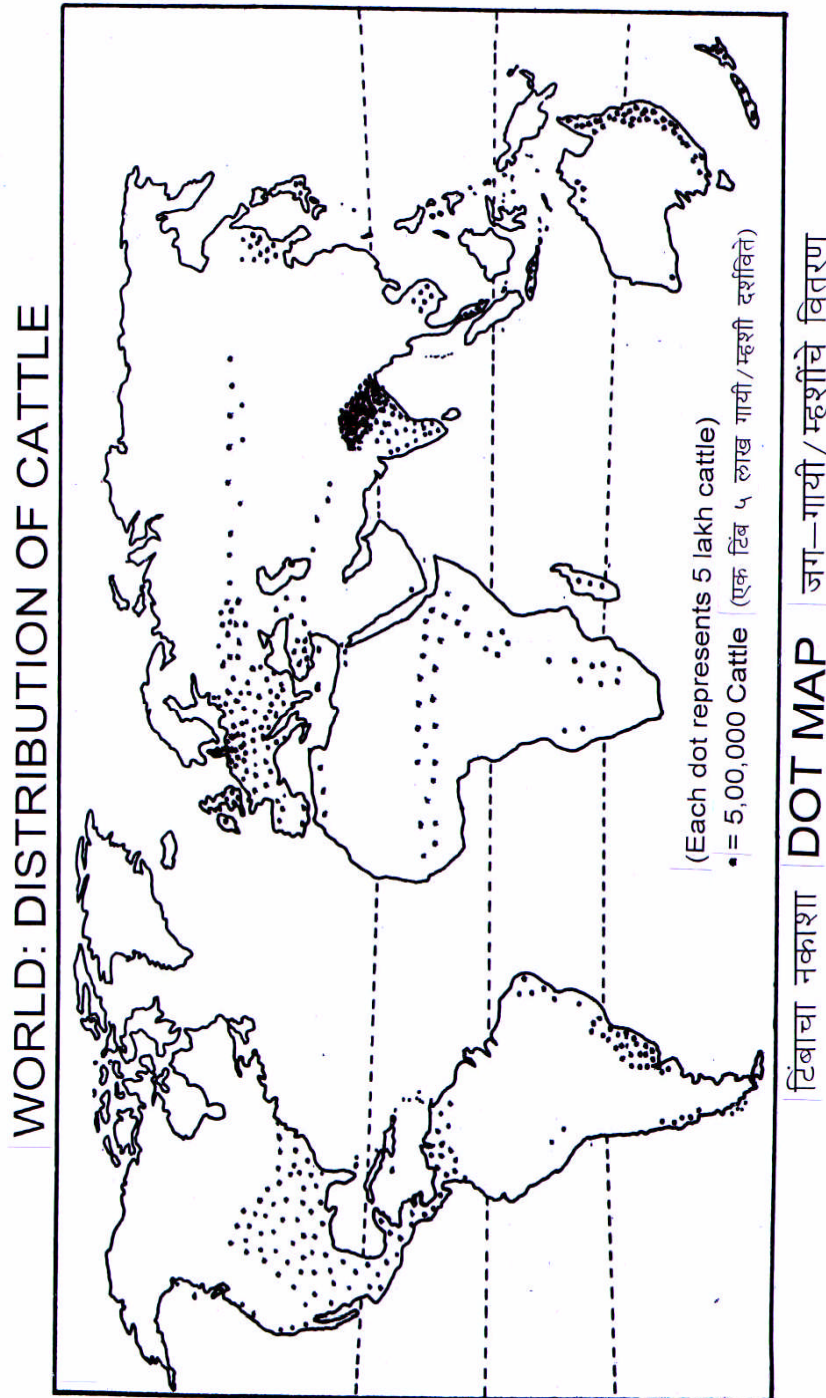 WORLD: DISTRIBUTION OF CATTLE
(Each dot represents 5 lakh cattle)
• = 5,00,000 Cattle (एक टिंब ५ लाख गायी/म्हशी दर्शविते)
टिंबाचा नकाशा DOT MAP जग–गायी/म्हशींचे वितरण